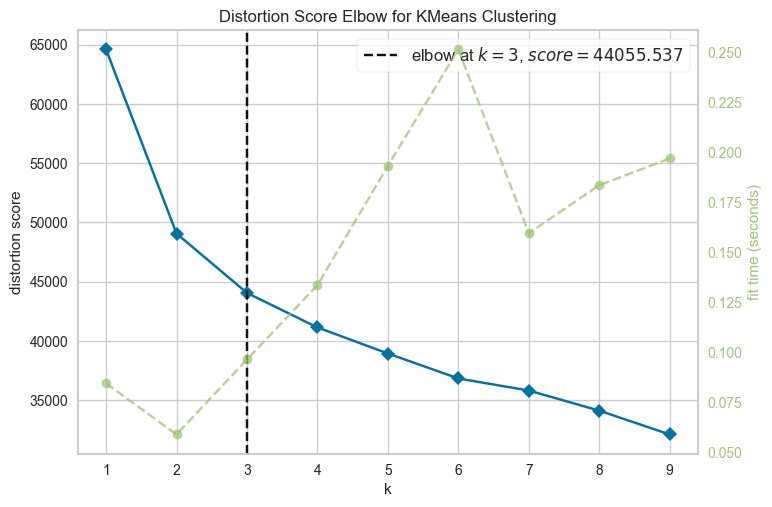 Distortion Score Elbow for KMeans Clustering
elbow at k = 3, score = 44055.537
65000
60000
55000
50000
45000
40000
35000
distortion score
0.250
0.225
0.200
0.175
0.150
0.125
0.100
0.075
0.050
fit time (seconds)
1 2 3 4 5 6 7 8 9
k